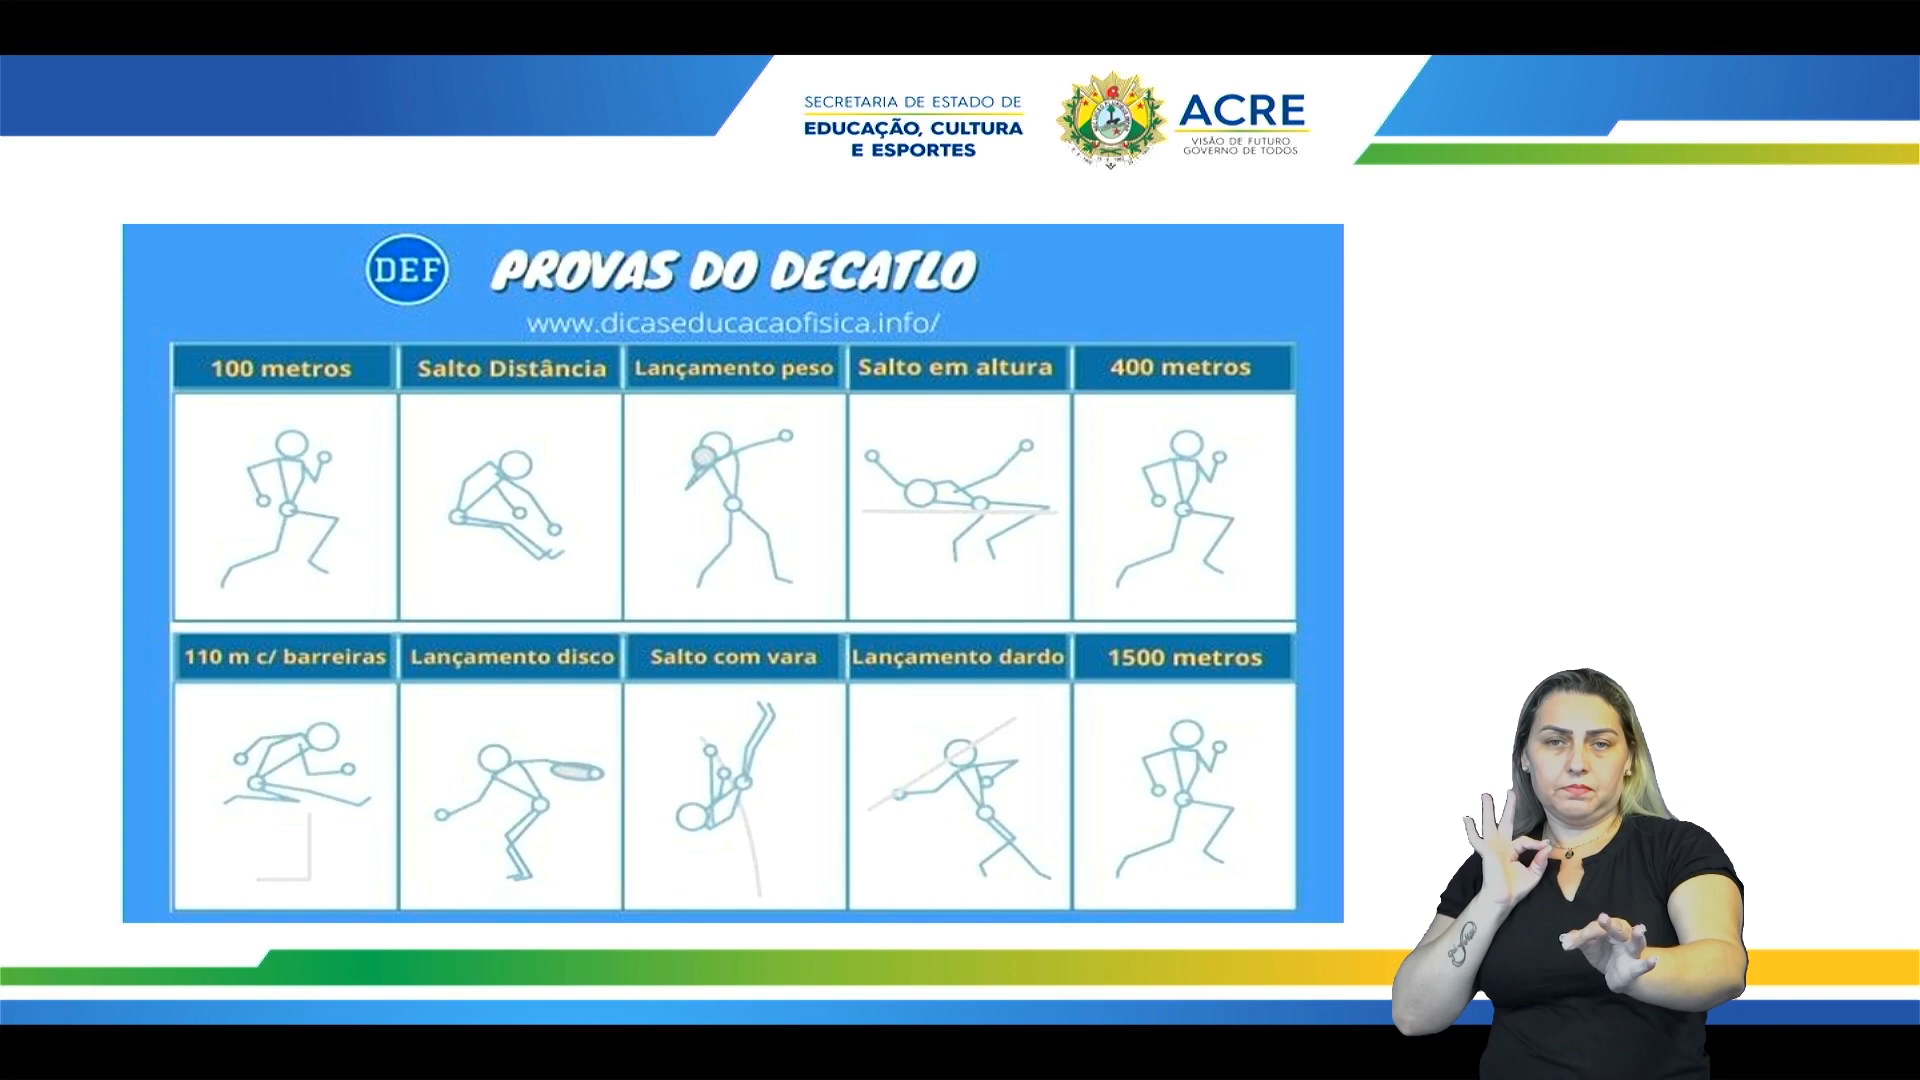 SECRETARIA DE ESTADO DE
EDUCAÇÃO, CULTURA
E ESPORTES
ACRE
VISÃO DE FUTURO
GOVERNO DE TODOS
DEF
PROVAS DO DECATLO
www.dicaseducacaofisica.info/
100 metros
Salto Distância
Lançamento peso
Salto em altura
400 metros
110 m c/ barreiras
Lançamento disco
Salto com vara
Lançamento dardo
1500 metros